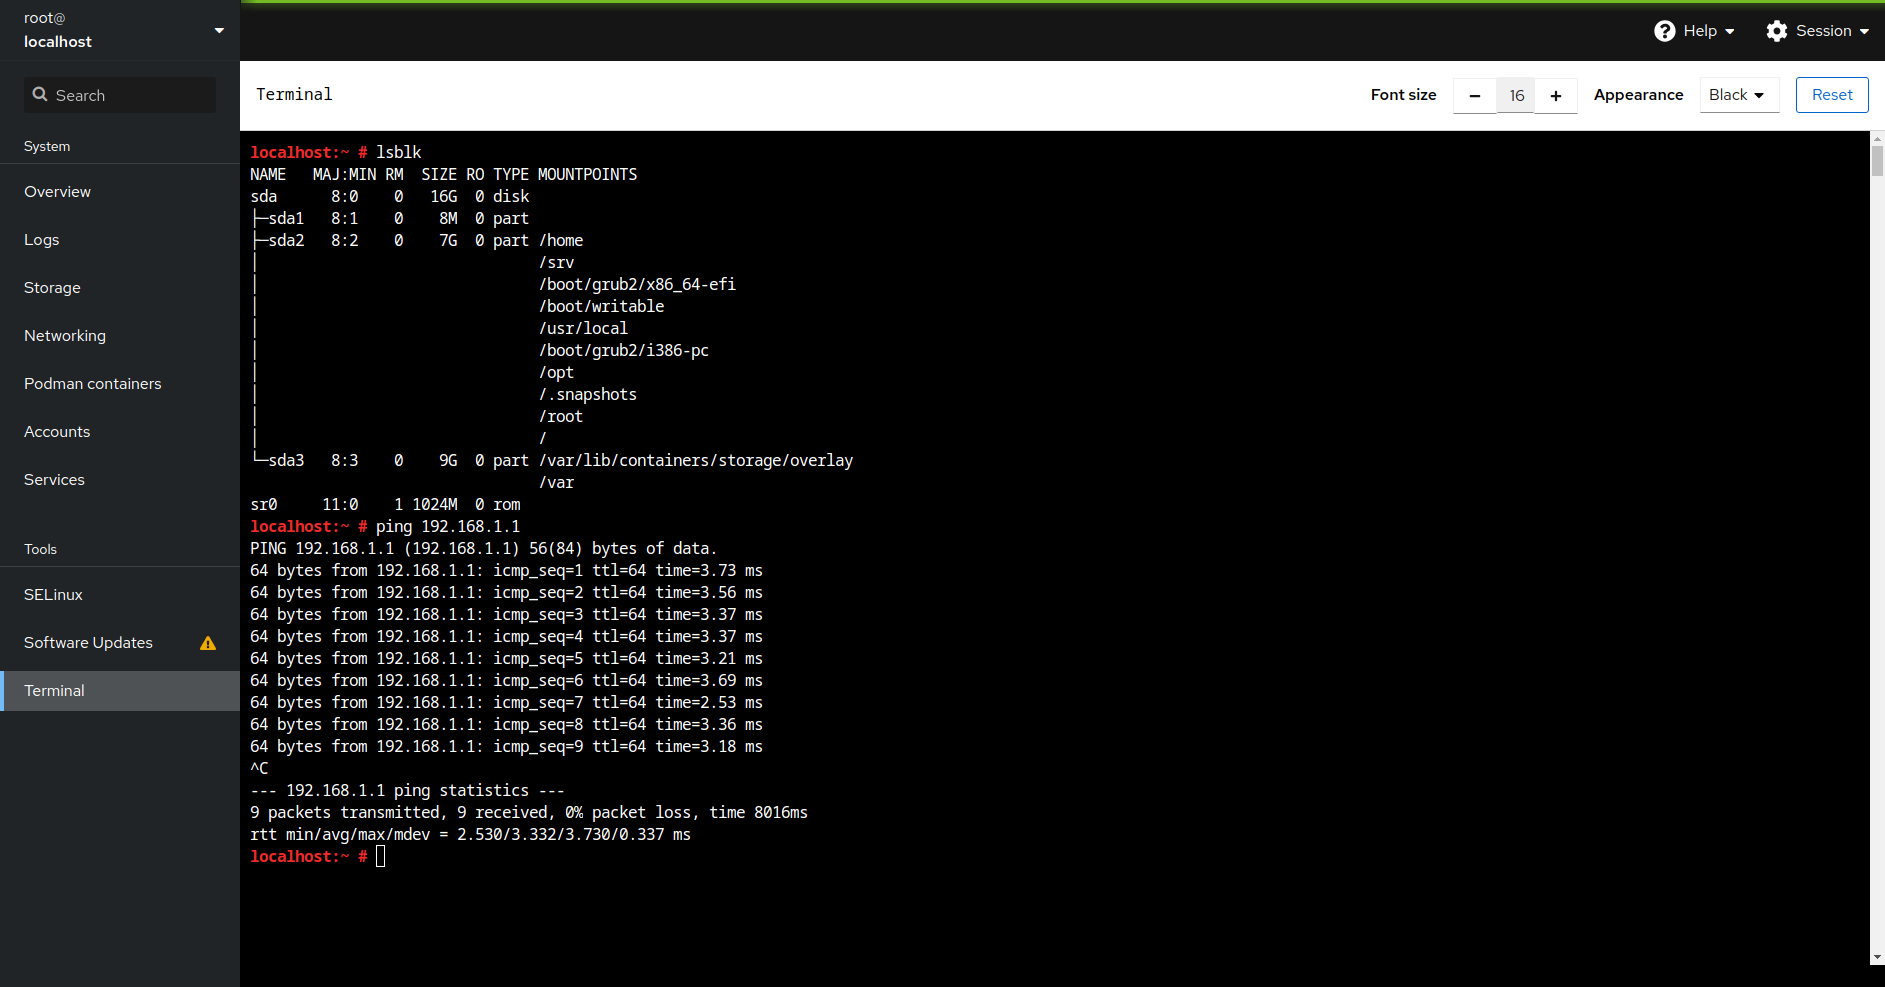 root@
localhost
Help
Session
Search
Terminal
Font size
−
16
+
Appearance
Black
Reset
System
Overview
Logs
Storage
Networking
Podman containers
Accounts
Services
Tools
SELinux
Software Updates
Terminal
localhost:~ # lsblk
NAME   MAJ:MIN RM  SIZE RO TYPE MOUNTPOINTS
sda      8:0    0   16G  0 disk
├─sda1   8:1    0    8M  0 part
├─sda2   8:2    0    7G  0 part /home
│                               /srv
│                               /boot/grub2/x86_64-efi
│                               /boot/writable
│                               /usr/local
│                               /boot/grub2/i386-pc
│                               /opt
│                               /.snapshots
│                               /root
│                               /
└─sda3   8:3    0    9G  0 part /var/lib/containers/storage/overlay
                                /var
sr0     11:0    1 1024M  0 rom
localhost:~ # ping 192.168.1.1
PING 192.168.1.1 (192.168.1.1) 56(84) bytes of data.
64 bytes from 192.168.1.1: icmp_seq=1 ttl=64 time=3.73 ms
64 bytes from 192.168.1.1: icmp_seq=2 ttl=64 time=3.56 ms
64 bytes from 192.168.1.1: icmp_seq=3 ttl=64 time=3.37 ms
64 bytes from 192.168.1.1: icmp_seq=4 ttl=64 time=3.37 ms
64 bytes from 192.168.1.1: icmp_seq=5 ttl=64 time=3.21 ms
64 bytes from 192.168.1.1: icmp_seq=6 ttl=64 time=3.69 ms
64 bytes from 192.168.1.1: icmp_seq=7 ttl=64 time=2.53 ms
64 bytes from 192.168.1.1: icmp_seq=8 ttl=64 time=3.36 ms
64 bytes from 192.168.1.1: icmp_seq=9 ttl=64 time=3.18 ms
^C
--- 192.168.1.1 ping statistics ---
9 packets transmitted, 9 received, 0% packet loss, time 8016ms
rtt min/avg/max/mdev = 2.530/3.332/3.730/0.337 ms
localhost:~ #